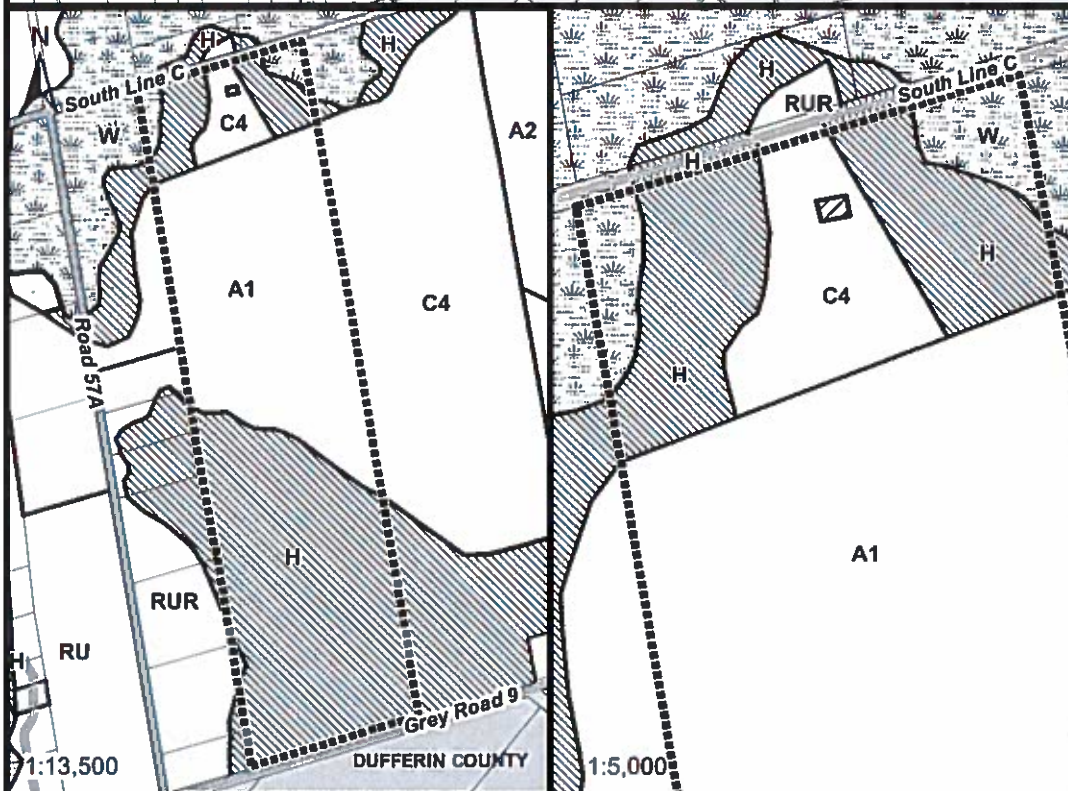 N
H
H
South Line C
W
C4
A2
A1
C4
Road 57A
H
RUR
RU
H
Grey Road 9
DUFFERIN COUNTY
1:13,500
H
RUR
South Line C
H
W
H
C4
H
A1
1:5,000